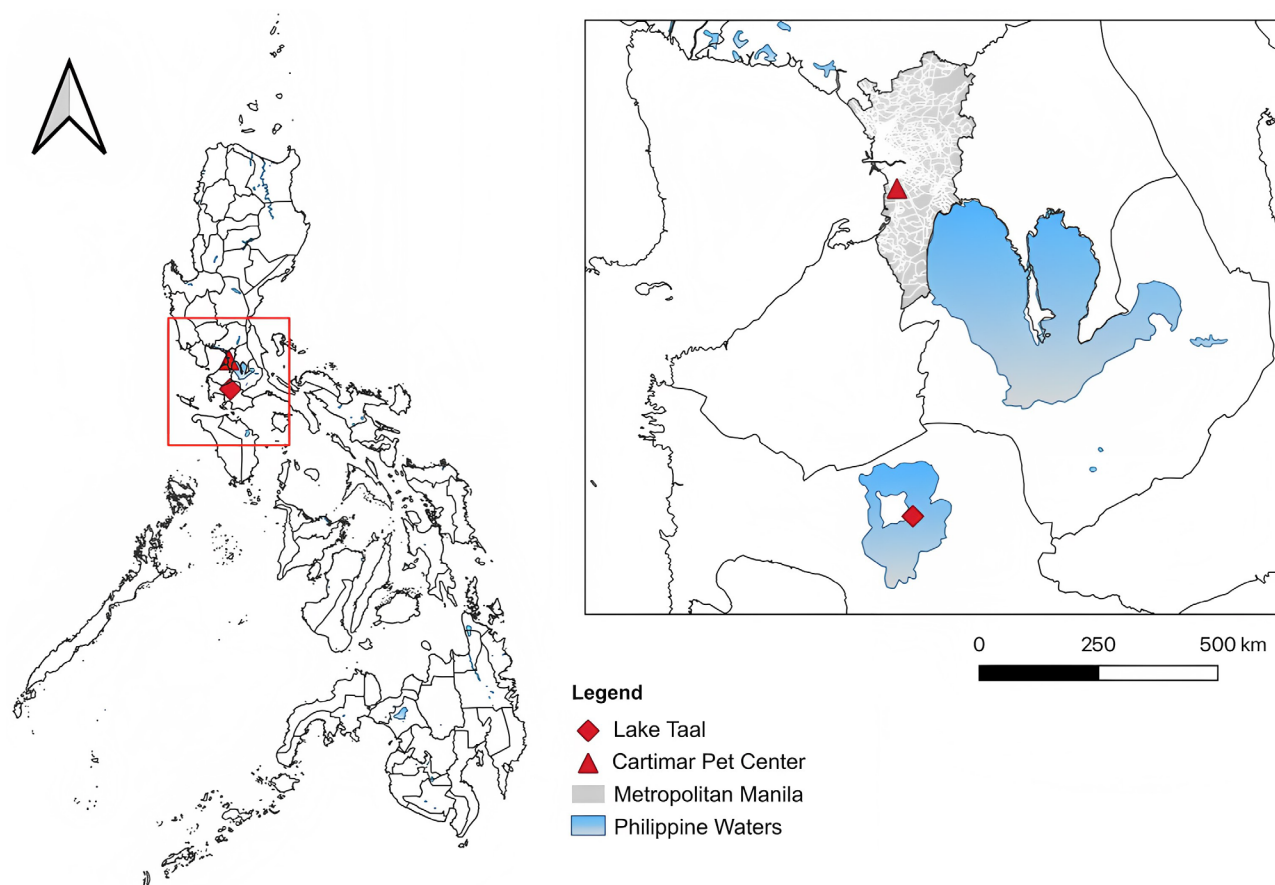 0 250 500 km
Legend
Lake Taal
Cartimar Pet Center
Metropolitan Manila
Philippine Waters